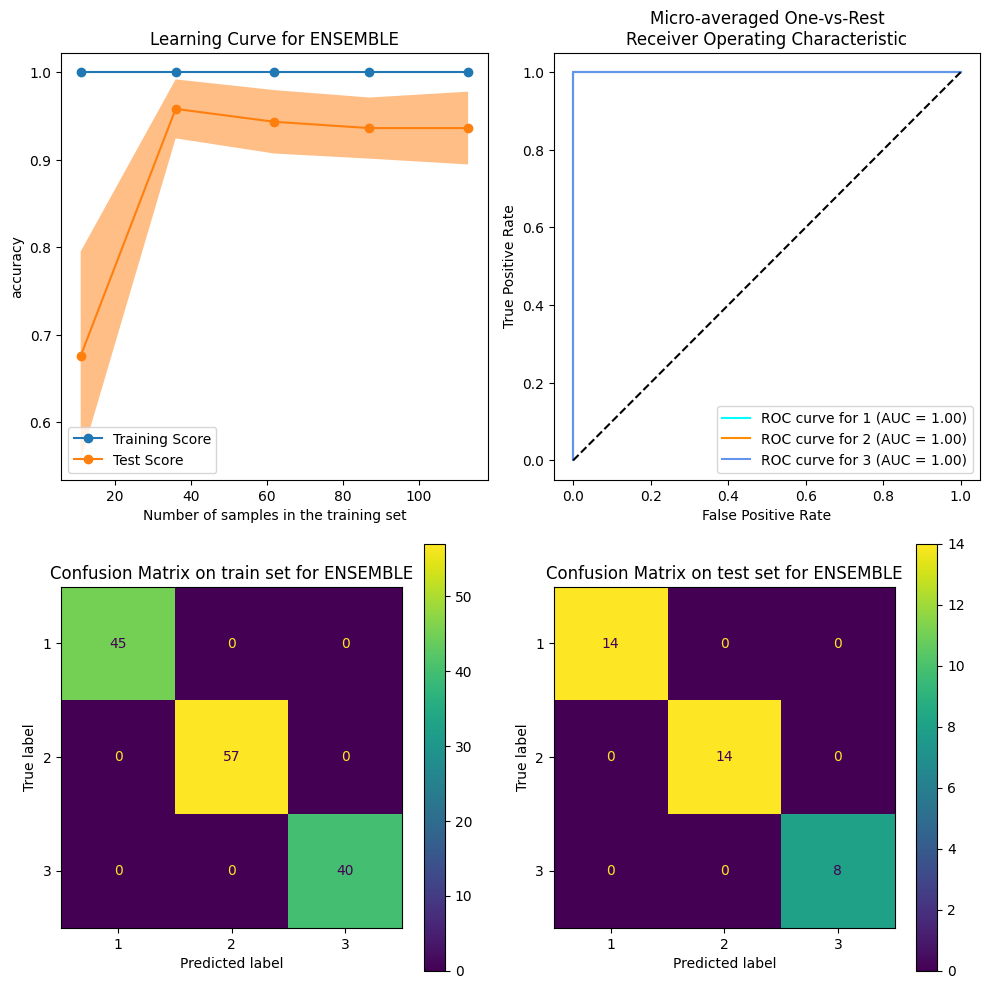 Learning Curve for ENSEMBLE
1.0
0.9
0.8
0.7
0.6
accuracy
Training Score
Test Score
20 40 60 80 100
Number of samples in the training set
Micro-averaged One-vs-Rest
Receiver Operating Characteristic
1.0
0.8
0.6
0.4
0.2
0.0
True Positive Rate
ROC curve for 1 (AUC = 1.00)
ROC curve for 2 (AUC = 1.00)
ROC curve for 3 (AUC = 1.00)
0.0 0.2 0.4 0.6 0.8 1.0
False Positive Rate
Confusion Matrix on train set for ENSEMBLE
1 45 0 0
2 0 57 0
3 0 0 40
True label
1 2 3
Predicted label
50
40
30
20
10
0
Confusion Matrix on test set for ENSEMBLE
1 14 0 0
2 0 14 0
3 0 0 8
True label
1 2 3
Predicted label
14
12
10
8
6
4
2
0